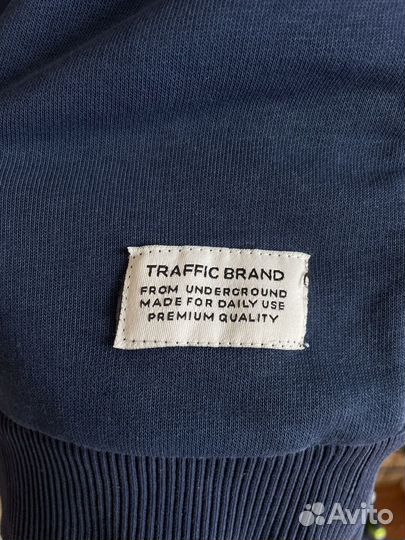 TRAFFIC BRAND
FROM UNDERGROUND
MADE FOR DAILY USE
PREMIUM QUALITY
Avito